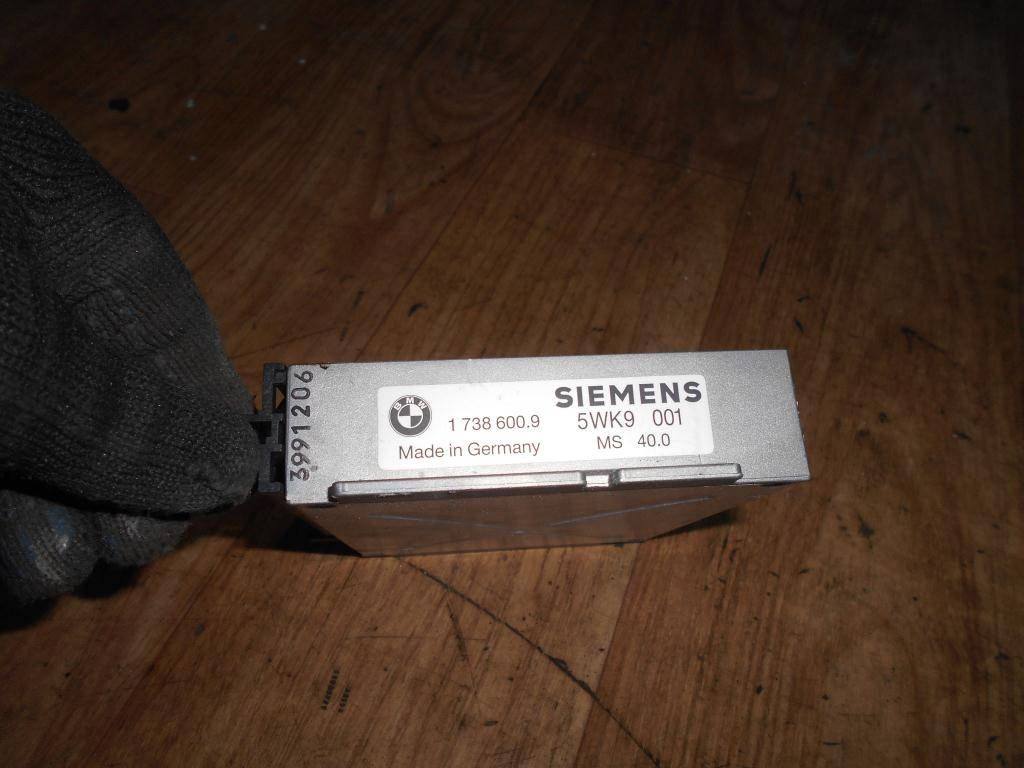 3991206
BMW
1 738 600.9
Made in Germany
SIEMENS
5WK9 001
MS 40.0